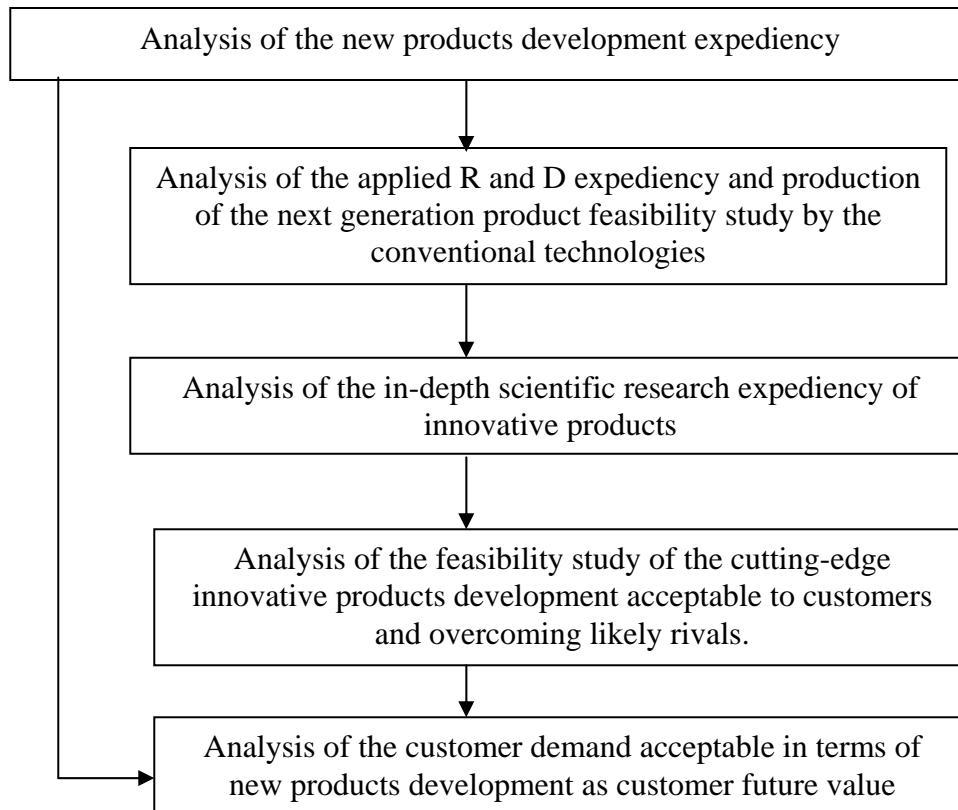 Analysis of the new products development expediency
Analysis of the applied R and D expediency and production
of the next generation product feasibility study by the
conventional technologies
Analysis of the in-depth scientific research expediency of
innovative products
Analysis of the feasibility study of the cutting-edge
innovative products development acceptable to customers
and overcoming likely rivals.
Analysis of the customer demand acceptable in terms of
new products development as customer future value